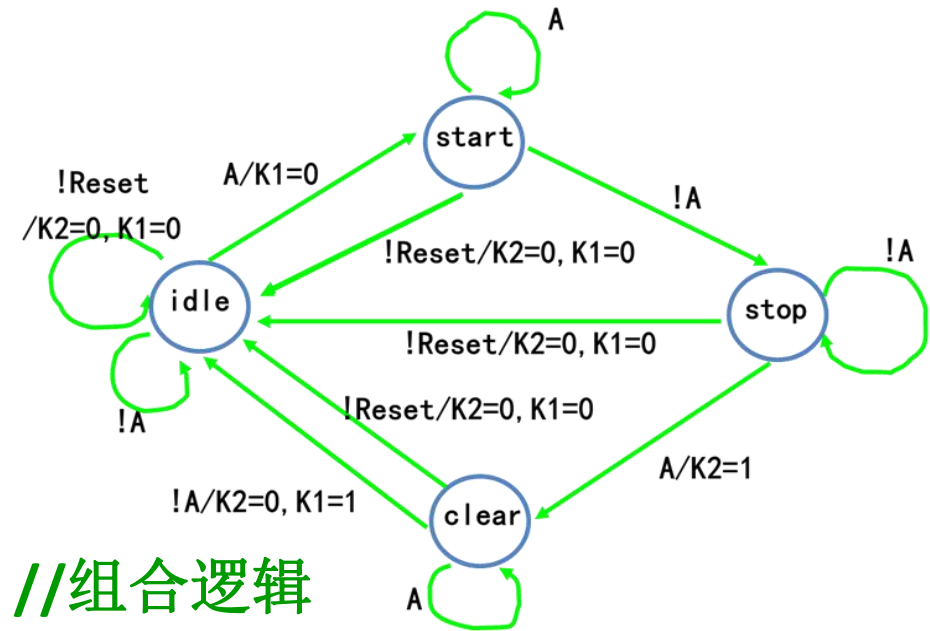 A
start
A/K1=0
!Reset
/K2=0,K1=0
!A
!Reset/K2=0,K1=0
!A
idle
stop
!Reset/K2=0,K1=0
!A
!Reset/K2=0,K1=0
A/K2=1
!A/K2=0,K1=1
clear
//组合逻辑
A